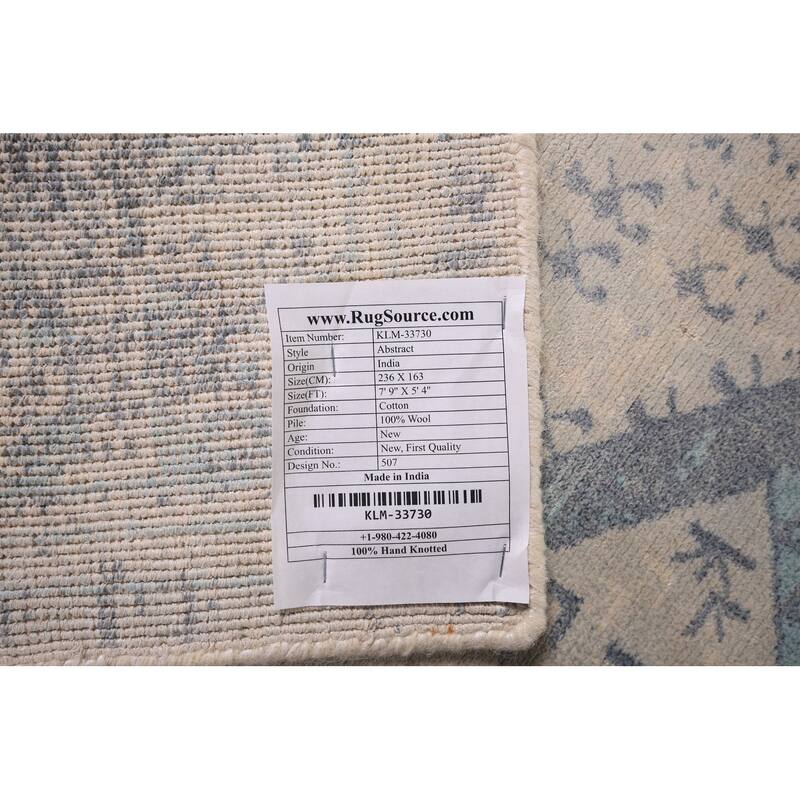 www.RugSource.com
Item Number: KLM-33730
Style Abstract
Origin India
Size(CM): 236 X 163
Size(FT): 7' 9" X 5' 4"
Foundation: Cotton
Pile: 100% Wool
Age: New
Condition: New, First Quality
Design No.: 507
Made in India
KLM-33730
+1-980-422-4080
100% Hand Knotted